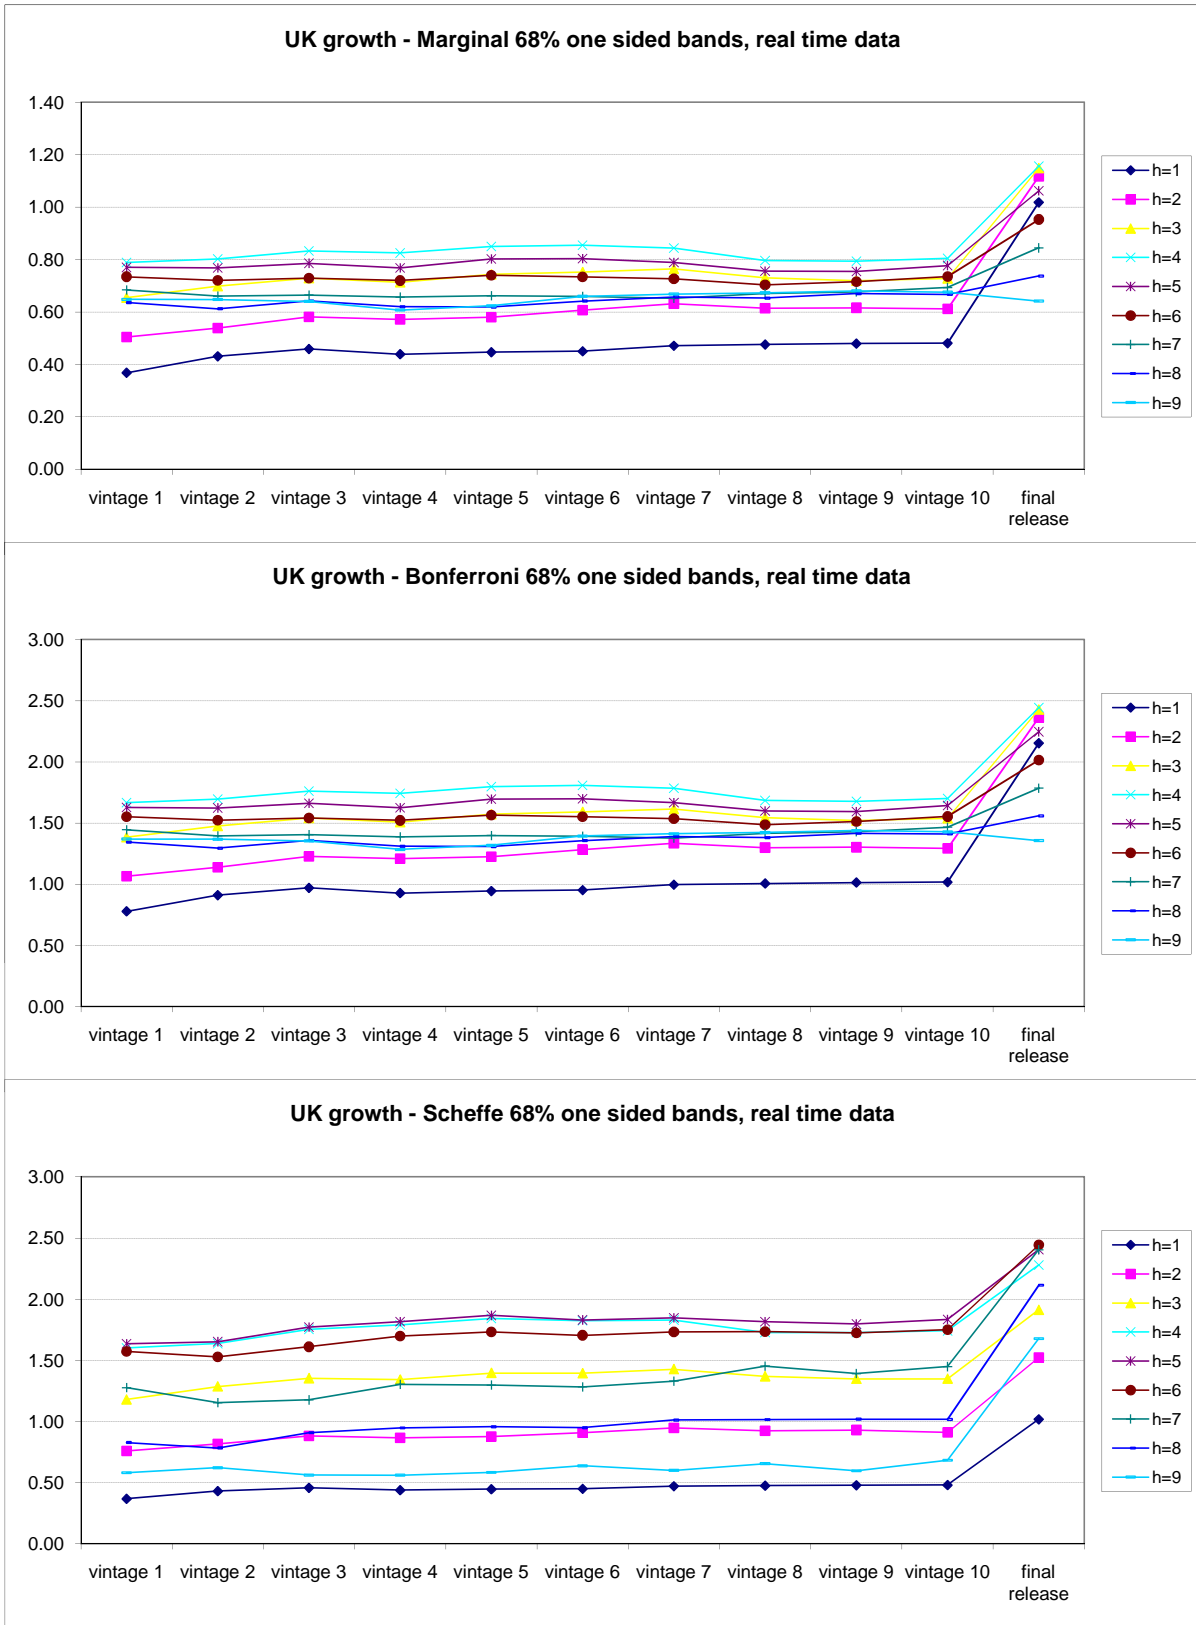 UK growth - Marginal 68% one sided bands, real time data
1.40
1.20
1.00
0.80
0.60
0.40
0.20
0.00
vintage 1 vintage 2 vintage 3 vintage 4 vintage 5 vintage 6 vintage 7 vintage 8 vintage 9 vintage 10 final
release
h=1
h=2
h=3
h=4
h=5
h=6
h=7
h=8
h=9
UK growth - Bonferroni 68% one sided bands, real time data
3.00
2.50
2.00
1.50
1.00
0.50
0.00
vintage 1 vintage 2 vintage 3 vintage 4 vintage 5 vintage 6 vintage 7 vintage 8 vintage 9 vintage 10 final
release
h=1
h=2
h=3
h=4
h=5
h=6
h=7
h=8
h=9
UK growth - Scheffe 68% one sided bands, real time data
3.00
2.50
2.00
1.50
1.00
0.50
0.00
vintage 1 vintage 2 vintage 3 vintage 4 vintage 5 vintage 6 vintage 7 vintage 8 vintage 9 vintage 10 final
release
h=1
h=2
h=3
h=4
h=5
h=6
h=7
h=8
h=9